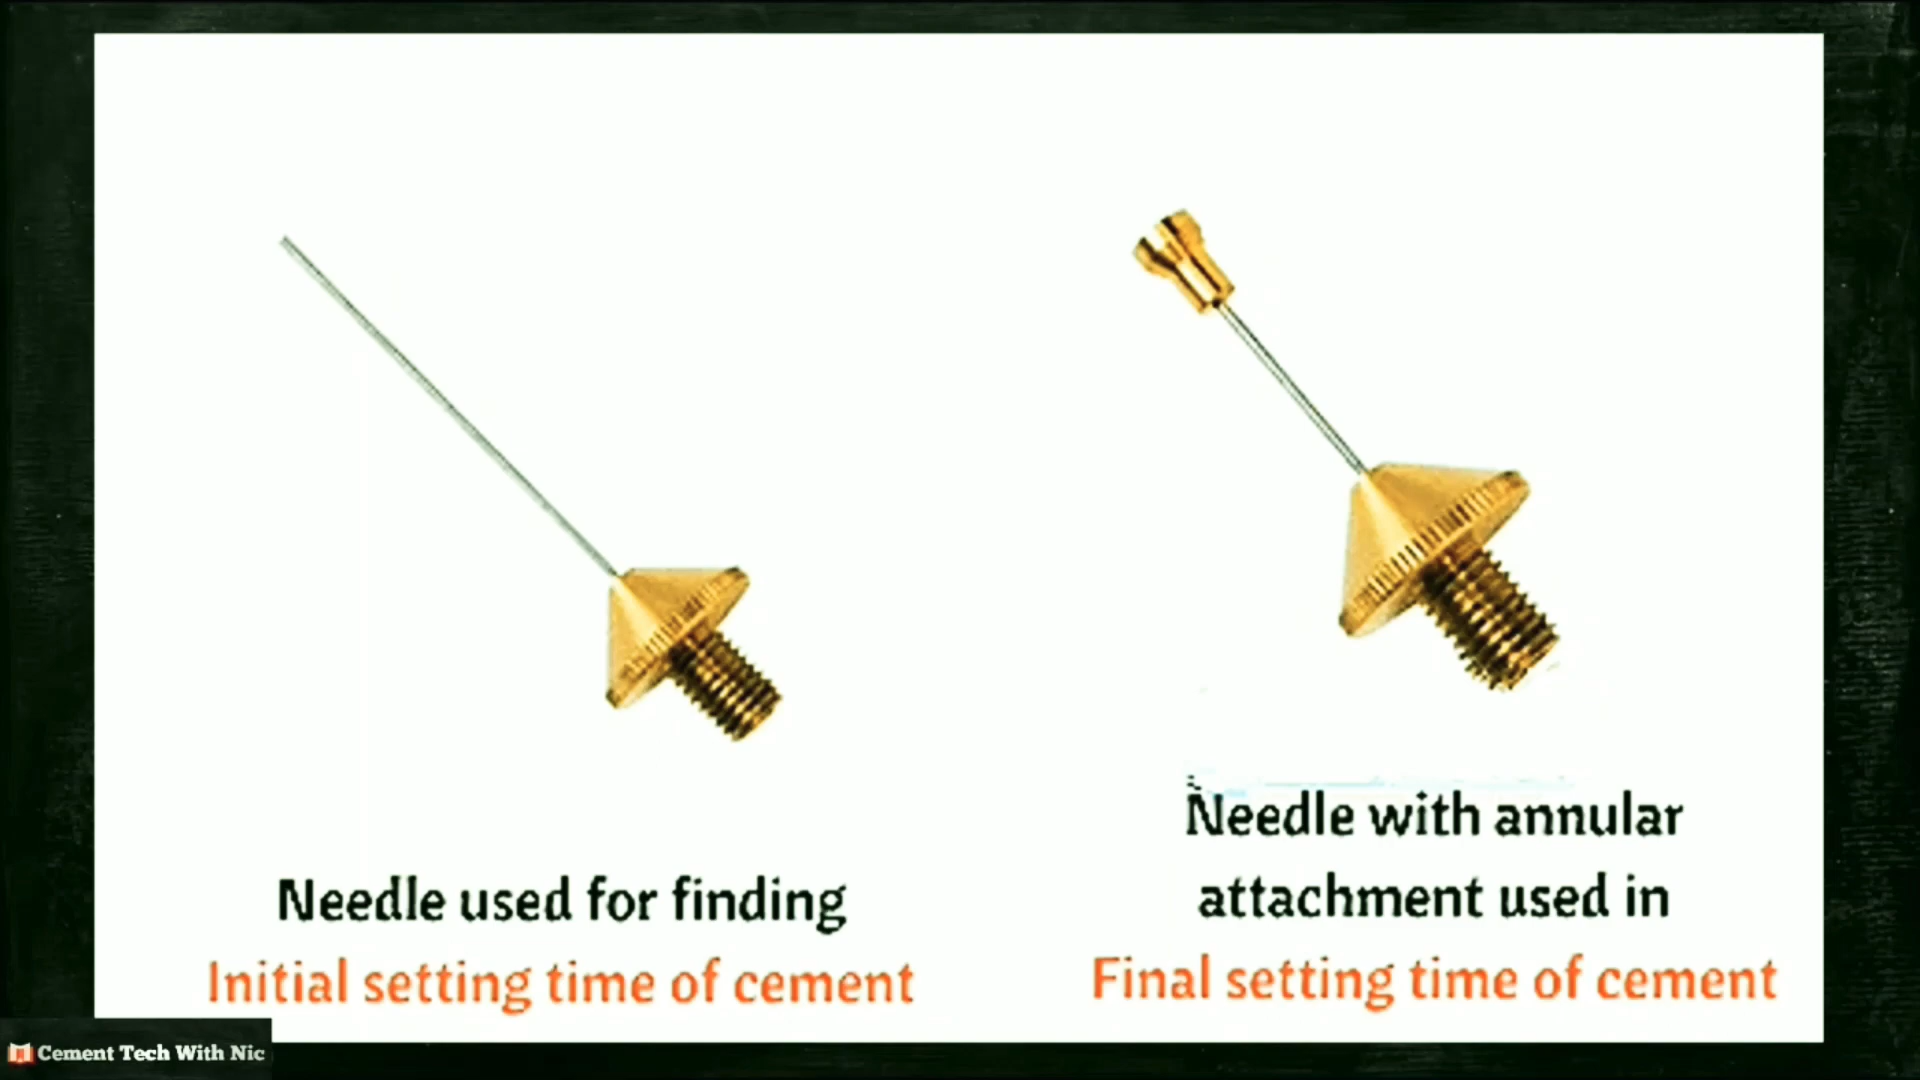 Needle used for finding
Initial setting time of cement
Needle with annular
attachment used in
Final setting time of cement
Cement Tech With Nic